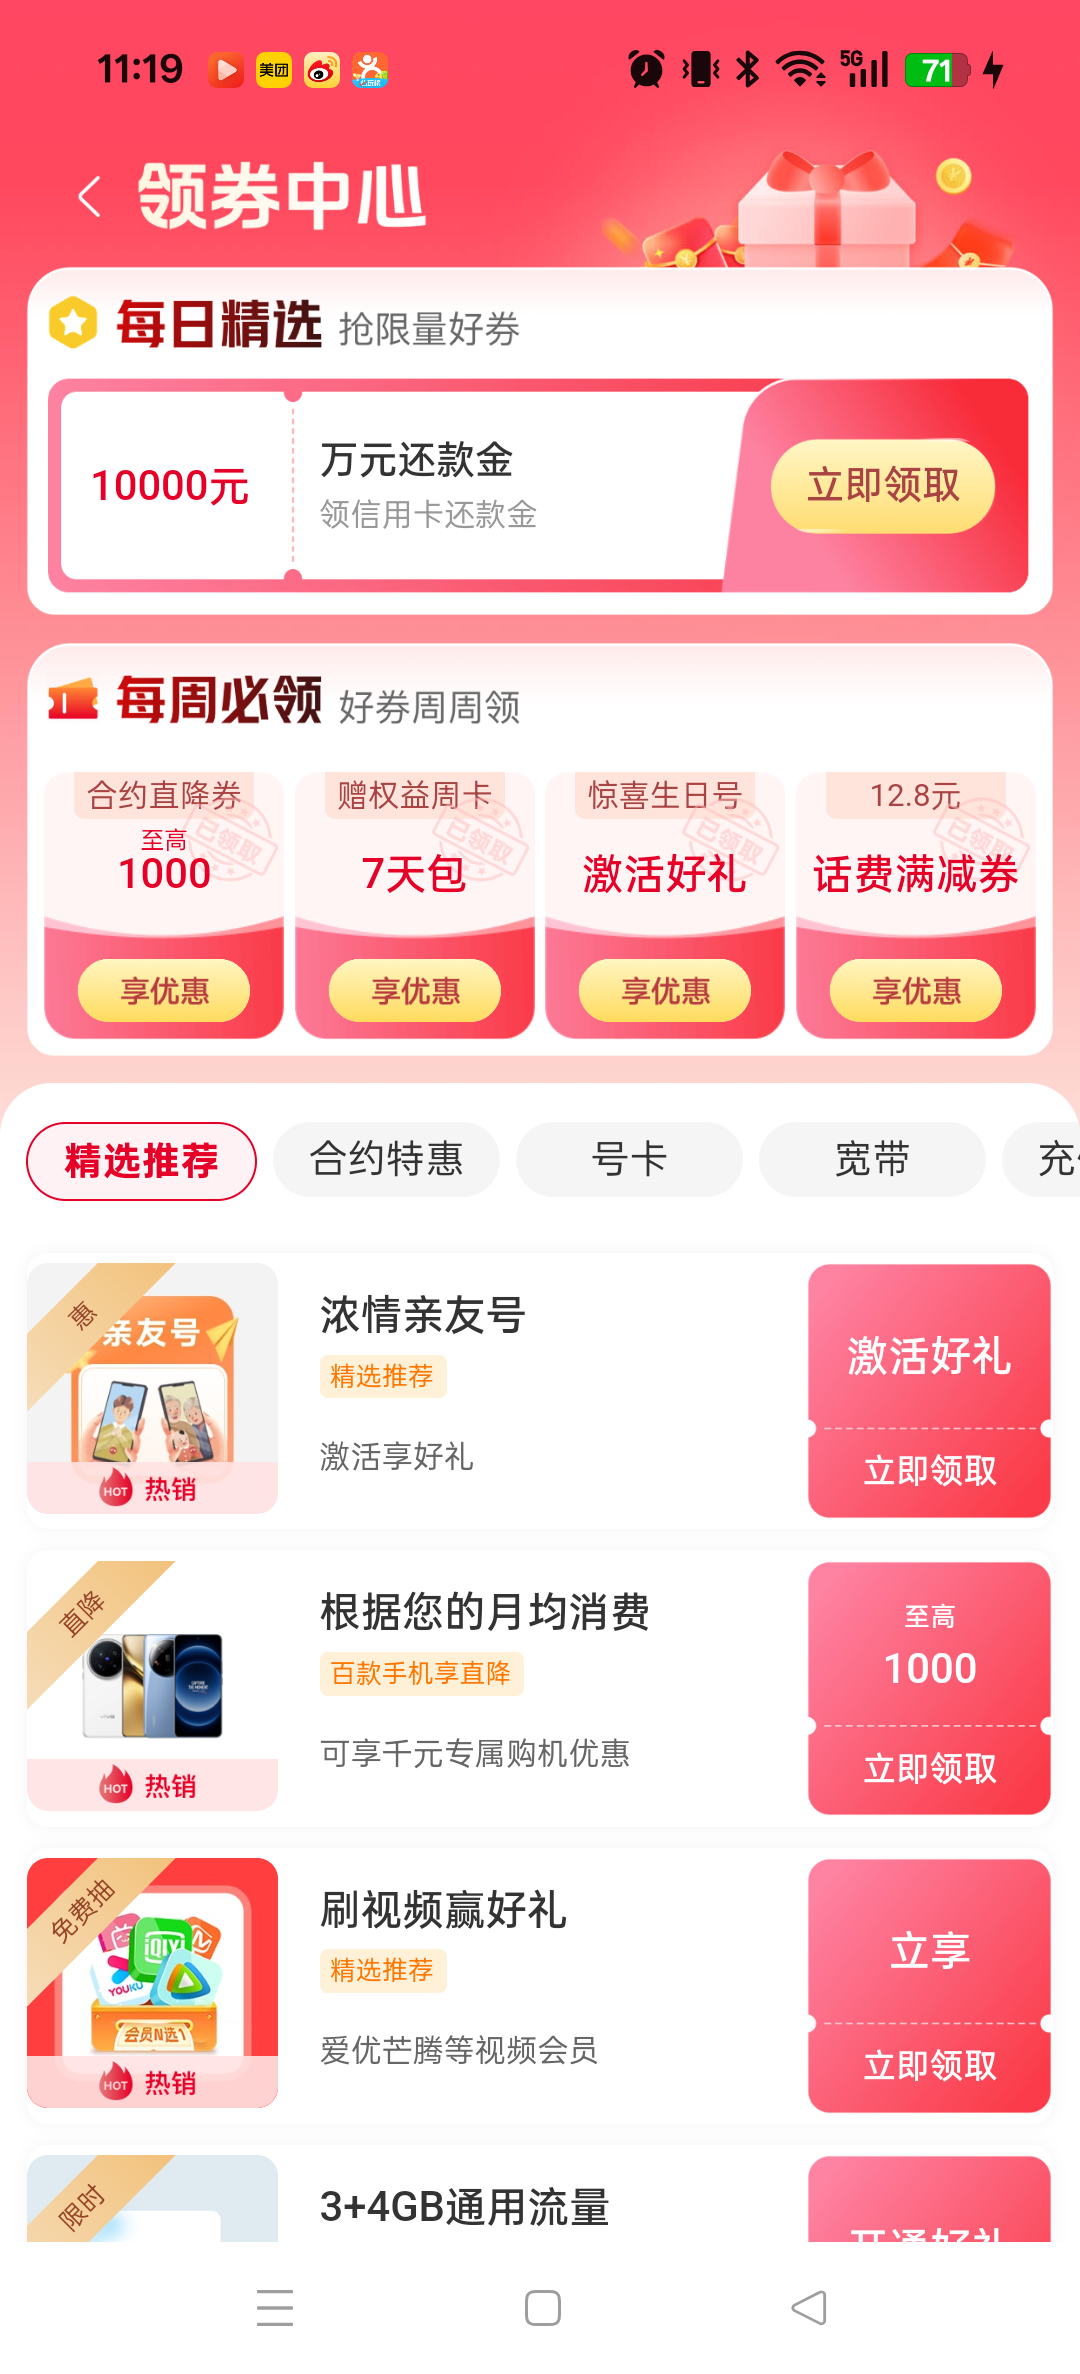 11:19
美团
5G
71
领券中心
每日精选 抢限量好券
10000元
万元还款金
领信用卡还款金
立即领取
每周必领 好券周周领
合约直降券
至高
1000
已领取
享优惠
赠权益周卡
7天包
已领取
享优惠
惊喜生日号
激活好礼
已领取
享优惠
12.8元
话费满减券
已领取
享优惠
精选推荐 合约特惠 号卡 宽带 充
惠
亲友号
HOT 热销
浓情亲友号
精选推荐
激活享好礼
激活好礼
立即领取
直降
vivo
HOT 热销
根据您的月均消费
百款手机享直降
可享千元专属购机优惠
至高
1000
立即领取
免费抽
iQIYI
YOUKU
会员N选1
HOT 热销
刷视频赢好礼
精选推荐
爱优芒腾等视频会员
立享
立即领取
限时
3+4GB通用流量
开通好礼